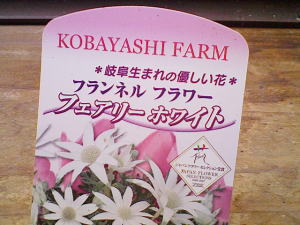 KOBAYASHI FARM
*岐阜生まれの優しい花*
フランネル フラワー
フェアリー ホワイト
JAPAN FLOWER
SELECTIONS